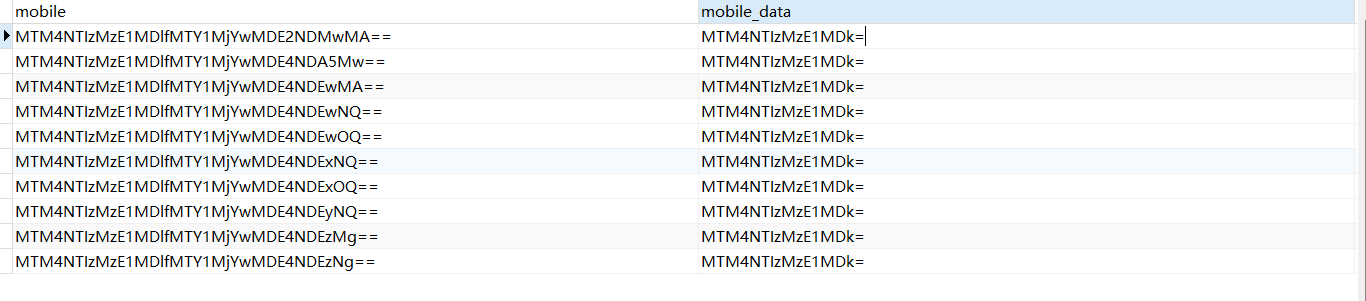 mobile mobile_data
MTM4NTIzMzE1MDlfMTY1MjYwMDE2NDMwMA== MTM4NTIzMzE1MDk=
MTM4NTIzMzE1MDlfMTY1MjYwMDE4NDA5Mw== MTM4NTIzMzE1MDk=
MTM4NTIzMzE1MDlfMTY1MjYwMDE4NDEwMA== MTM4NTIzMzE1MDk=
MTM4NTIzMzE1MDlfMTY1MjYwMDE4NDEwNQ== MTM4NTIzMzE1MDk=
MTM4NTIzMzE1MDlfMTY1MjYwMDE4NDEwOQ== MTM4NTIzMzE1MDk=
MTM4NTIzMzE1MDlfMTY1MjYwMDE4NDExNQ== MTM4NTIzMzE1MDk=
MTM4NTIzMzE1MDlfMTY1MjYwMDE4NDExOQ== MTM4NTIzMzE1MDk=
MTM4NTIzMzE1MDlfMTY1MjYwMDE4NDEyNQ== MTM4NTIzMzE1MDk=
MTM4NTIzMzE1MDlfMTY1MjYwMDE4NDEzMg== MTM4NTIzMzE1MDk=
MTM4NTIzMzE1MDlfMTY1MjYwMDE4NDEzNg== MTM4NTIzMzE1MDk=